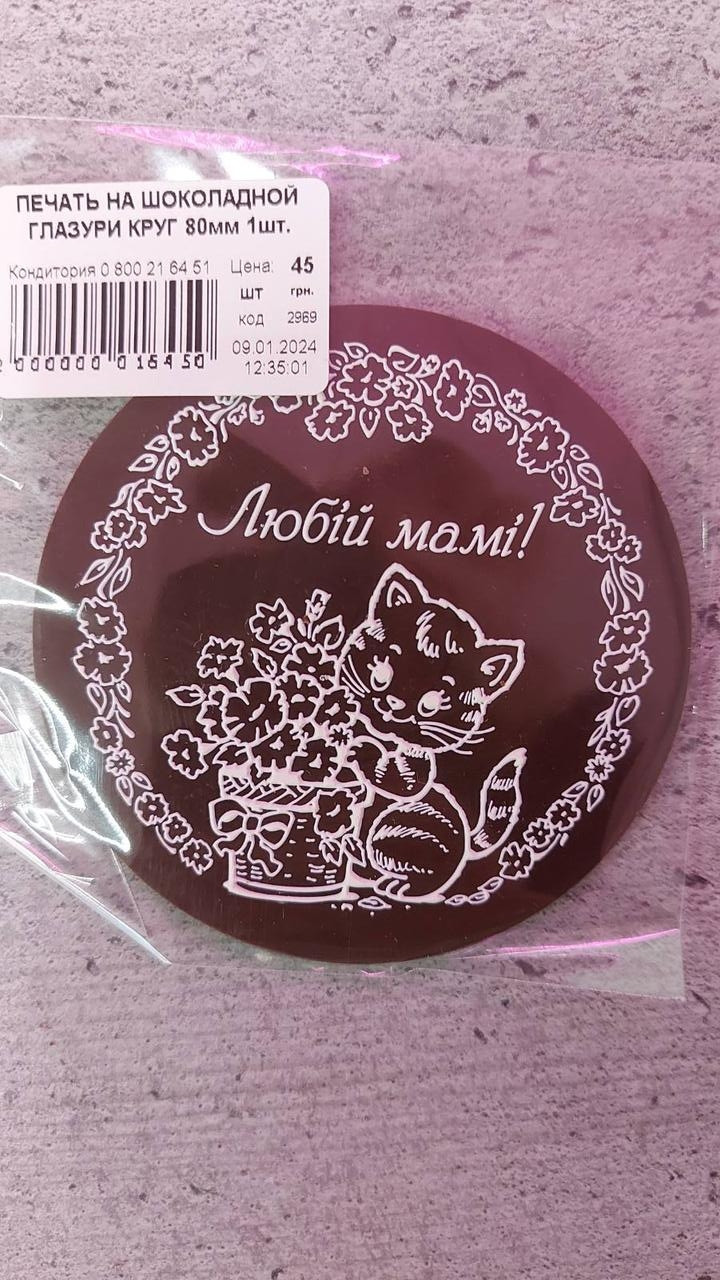 ПЕЧАТЬ НА ШОКОЛАДНОЙ
ГЛАЗУРИ КРУГ 80мм 1шт.
Кондитория 0 800 21 64 51 Цена: 45
шт грн.
код 2969
2 000000 016450
09.01.2024
12:35:01
Любій мамі!